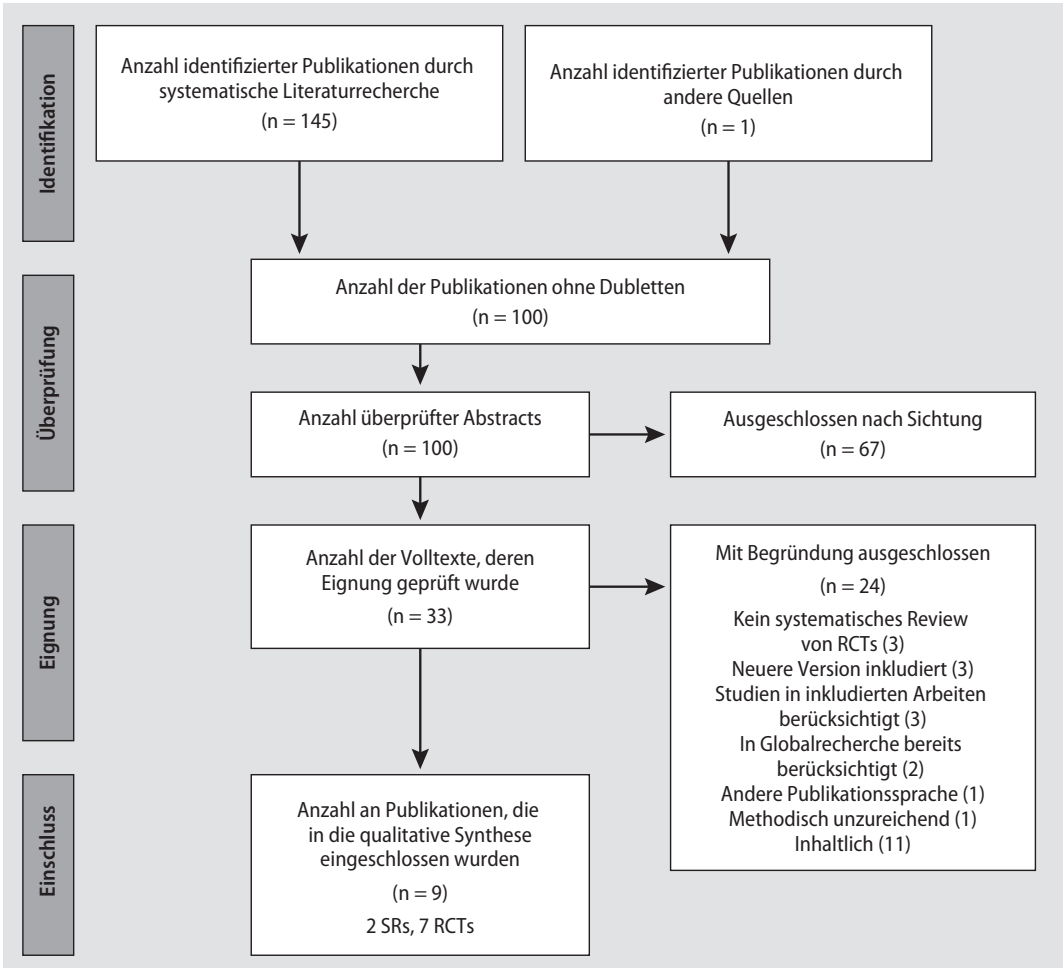 Identifikation
Anzahl identifizierter Publikationen durch
systematische Literaturrecherche
(n = 145)
Anzahl identifizierter Publikationen durch
andere Quellen
(n = 1)
Überprüfung
Anzahl der Publikationen ohne Dubletten
(n = 100)
Anzahl überprüfter Abstracts
(n = 100)
Ausgeschlossen nach Sichtung
(n = 67)
Eignung
Anzahl der Volltexte, deren
Eignung geprüft wurde
(n = 33)
Mit Begründung ausgeschlossen
(n = 24)
Kein systematisches Review
von RCTs (3)
Neuere Version inkludiert (3)
Studien in inkludierten Arbeiten
berücksichtigt (3)
In Globalrecherche bereits
berücksichtigt (2)
Andere Publikationssprache (1)
Methodisch unzureichend (1)
Inhaltlich (11)
Einschluss
Anzahl an Publikationen, die
in die qualitative Synthese
eingeschlossen wurden
(n = 9)
2 SRs, 7 RCTs